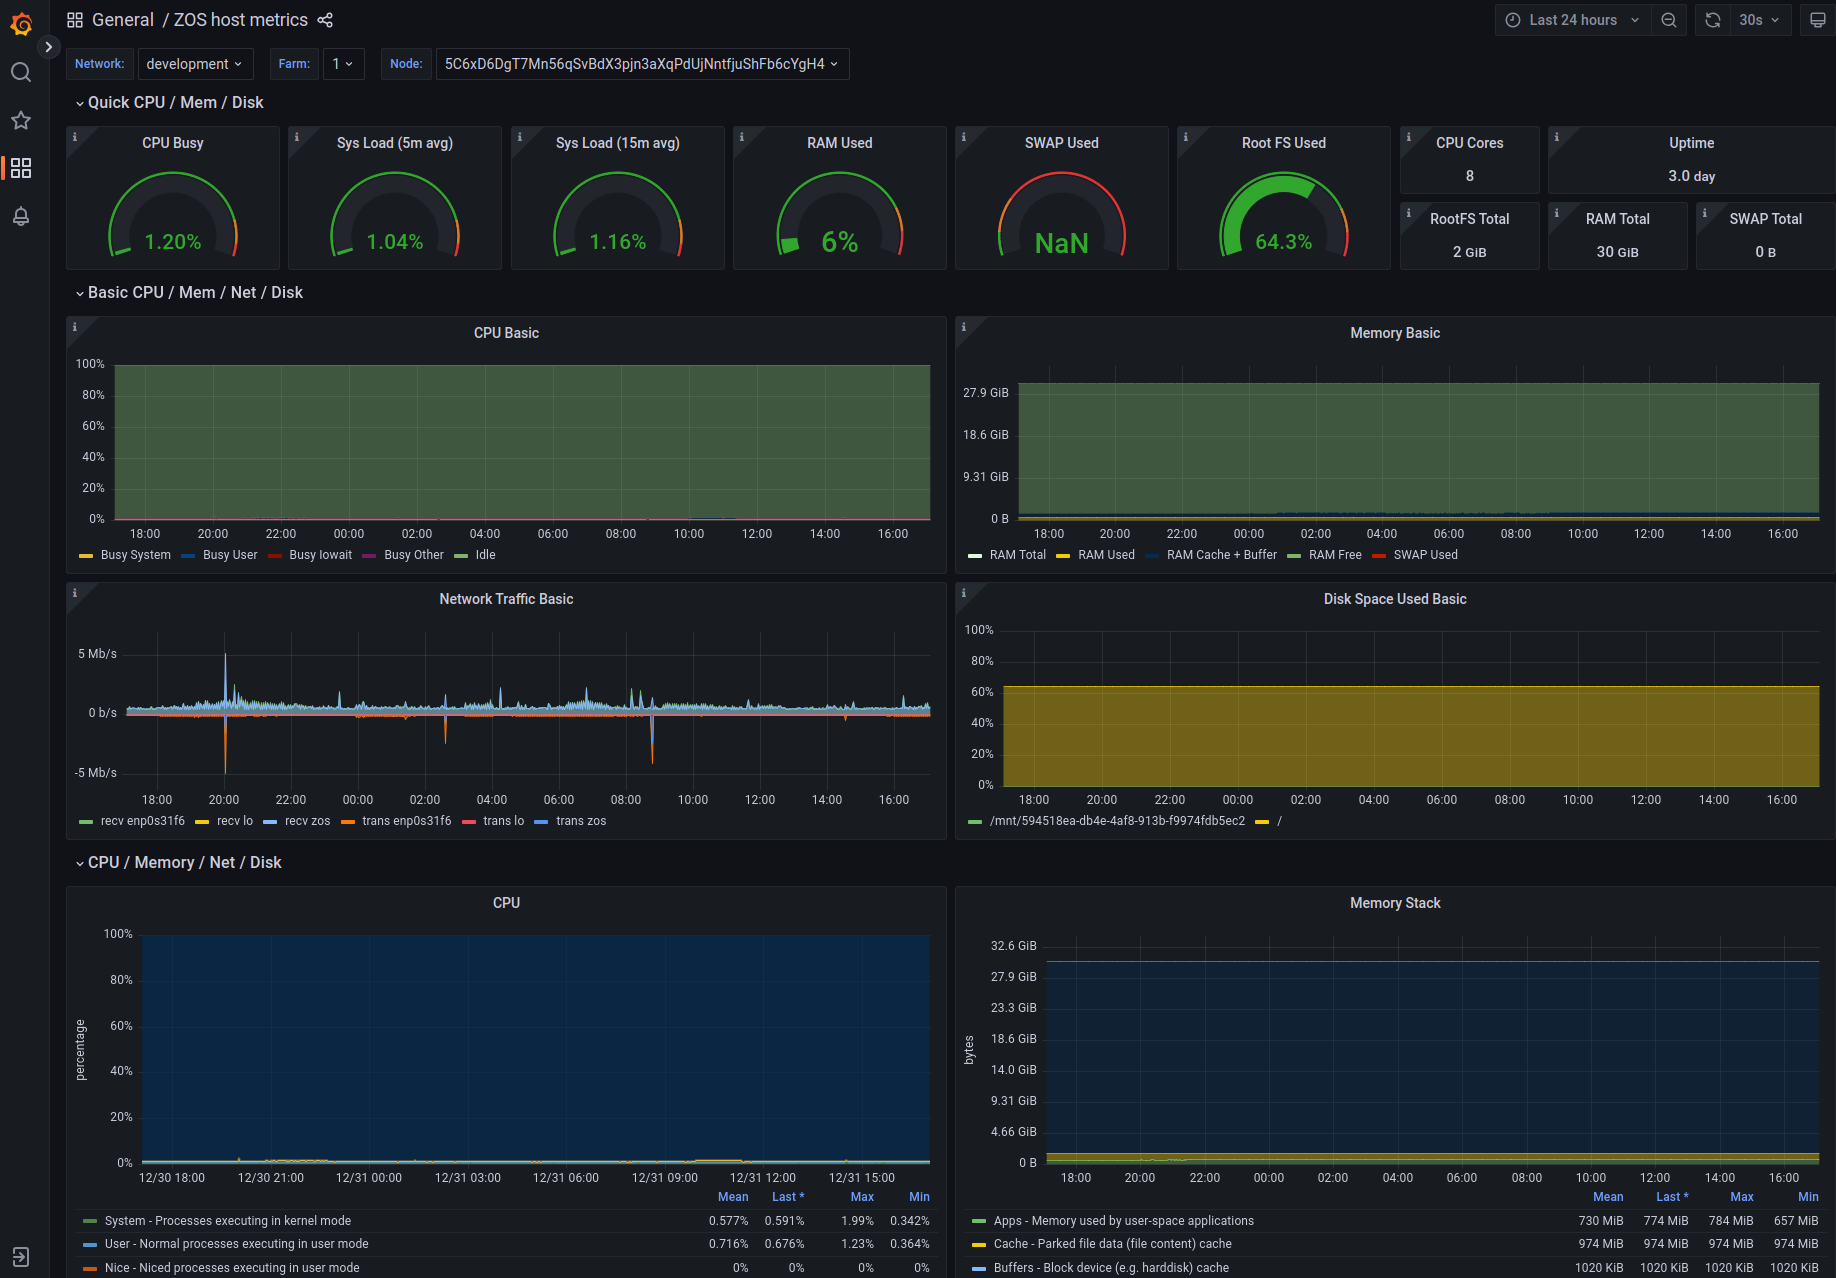 General / ZOS host metrics
Last 24 hours
30s
Network: development Farm: 1 Node: 5C6xD6DgT7Mn56qSvBdX3pjn3aXqPdUjNntfjuShFb6cYgH4
Quick CPU / Mem / Disk
CPU Busy
1.20%
Sys Load (5m avg)
1.04%
Sys Load (15m avg)
1.16%
RAM Used
6%
SWAP Used
NaN
Root FS Used
64.3%
CPU Cores
8
Uptime
3.0 day
RootFS Total
2 GiB
RAM Total
30 GiB
SWAP Total
0 B
Basic CPU / Mem / Net / Disk
CPU Basic
100%
80%
60%
40%
20%
0%
18:00 20:00 22:00 00:00 02:00 04:00 06:00 08:00 10:00 12:00 14:00 16:00
Busy System Busy User Busy Iowait Busy Other Idle
Memory Basic
27.9 GiB
18.6 GiB
9.31 GiB
0 B
18:00 20:00 22:00 00:00 02:00 04:00 06:00 08:00 10:00 12:00 14:00 16:00
RAM Total RAM Used RAM Cache + Buffer RAM Free SWAP Used
Network Traffic Basic
5 Mb/s
0 b/s
-5 Mb/s
18:00 20:00 22:00 00:00 02:00 04:00 06:00 08:00 10:00 12:00 14:00 16:00
recv enp0s31f6 recv lo recv zos trans enp0s31f6 trans lo trans zos
Disk Space Used Basic
100%
80%
60%
40%
20%
0%
18:00 20:00 22:00 00:00 02:00 04:00 06:00 08:00 10:00 12:00 14:00 16:00
/mnt/594518ea-db4e-4af8-913b-f9974fdb5ec2 /
CPU / Memory / Net / Disk
CPU
percentage
100%
80%
60%
40%
20%
0%
12/30 18:00 12/30 21:00 12/31 00:00 12/31 03:00 12/31 06:00 12/31 09:00 12/31 12:00 12/31 15:00
Mean Last * Max Min
System - Processes executing in kernel mode 0.577% 0.591% 1.99% 0.342%
User - Normal processes executing in user mode 0.716% 0.676% 1.23% 0.364%
Nice - Niced processes executing in user mode 0% 0% 0% 0%
Memory Stack
bytes
32.6 GiB
27.9 GiB
23.3 GiB
18.6 GiB
14.0 GiB
9.31 GiB
4.66 GiB
0 B
18:00 20:00 22:00 00:00 02:00 04:00 06:00 08:00 10:00 12:00 14:00 16:00
Mean Last * Max Min
Apps - Memory used by user-space applications 730 MiB 774 MiB 784 MiB 657 MiB
Cache - Parked file data (file content) cache 974 MiB 974 MiB 974 MiB 974 MiB
Buffers - Block device (e.g. harddisk) cache 1020 KiB 1020 KiB 1020 KiB 1020 KiB